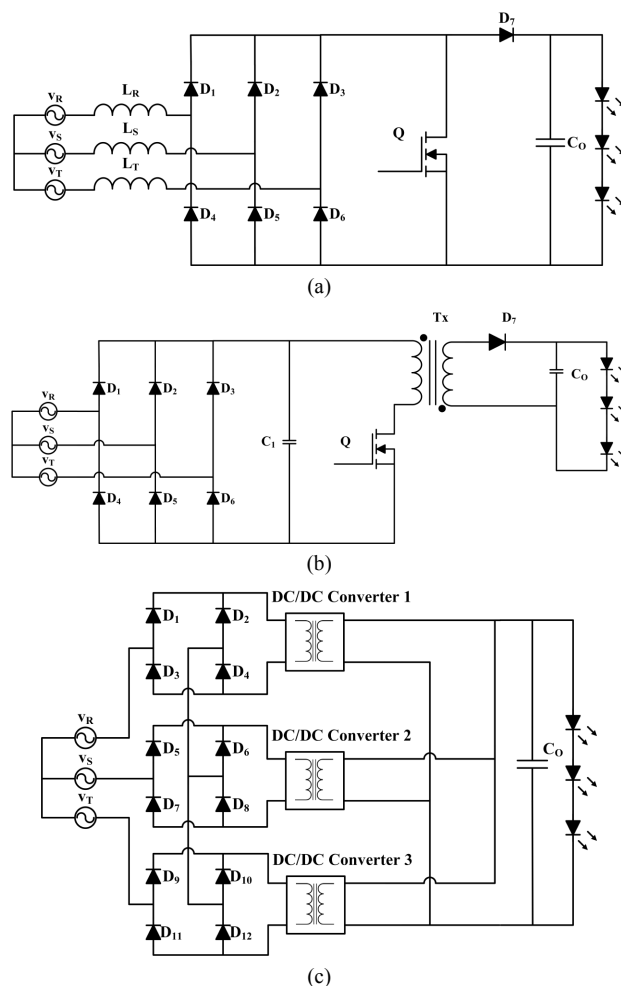 D7
LR
vR
D1 D2 D3
LS
vS
Q
CO
LT
vT
D4 D5 D6
(a)
Tx D7
D1 D2 D3
vR
CO
vS
C1 Q
vT
D4 D5 D6
(b)
DC/DC Converter 1
D1 D2
D3 D4
vR
DC/DC Converter 2
D5 D6
vS
CO
D7 D8
vT
DC/DC Converter 3
D9 D10
D11 D12
(c)